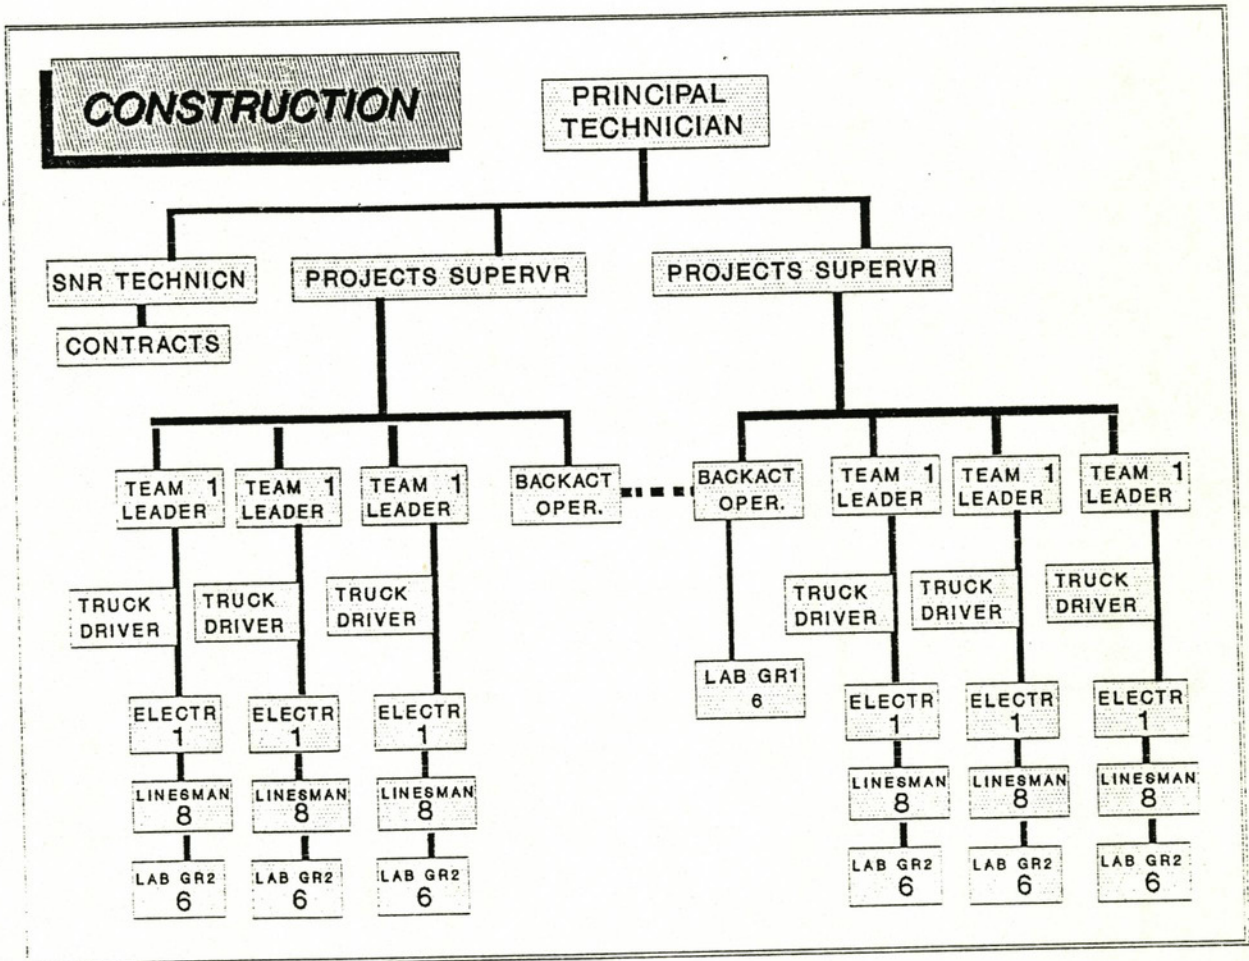 CONSTRUCTION
PRINCIPAL
TECHNICIAN
SNR TECHNICN
PROJECTS SUPERVR
PROJECTS SUPERVR
CONTRACTS
TEAM 1
LEADER
TEAM 1
LEADER
TEAM 1
LEADER
BACKACT
OPER.
BACKACT
OPER.
TEAM 1
LEADER
TEAM 1
LEADER
TEAM 1
LEADER
TRUCK
DRIVER
TRUCK
DRIVER
TRUCK
DRIVER
TRUCK
DRIVER
TRUCK
DRIVER
TRUCK
DRIVER
LAB GR1
6
ELECTR
1
ELECTR
1
ELECTR
1
ELECTR
1
ELECTR
1
ELECTR
1
LINESMAN
8
LINESMAN
8
LINESMAN
8
LINESMAN
8
LINESMAN
8
LINESMAN
8
LAB GR2
6
LAB GR2
6
LAB GR2
6
LAB GR2
6
LAB GR2
6
LAB GR2
6